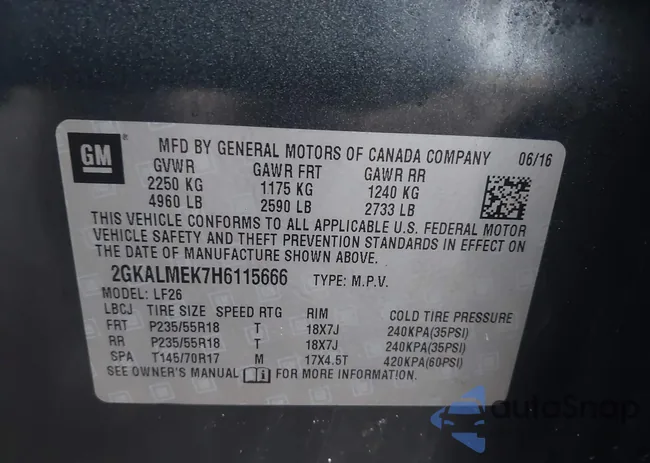 GM
MFD BY GENERAL MOTORS OF CANADA COMPANY 06/16
GVWR GAWR FRT GAWR RR
2250 KG 1175 KG 1240 KG
4960 LB 2590 LB 2733 LB
THIS VEHICLE CONFORMS TO ALL APPLICABLE U.S. FEDERAL MOTOR
VEHICLE SAFETY AND THEFT PREVENTION STANDARDS IN EFFECT ON
THE DATE OF MANUFACTURE SHOWN ABOVE.
2GKALMEK7H6115666 TYPE: M.P.V.
MODEL: LF26
LBCJ TIRE SIZE SPEED RTG RIM COLD TIRE PRESSURE
FRT P235/55R18 T 18X7J 240KPA(35PSI)
RR P235/55R18 T 18X7J 240KPA(35PSI)
SPA T145/70R17 M 17X4.5T 420KPA(60PSI)
SEE OWNER'S MANUAL FOR MORE INFORMATION.
autoSnap